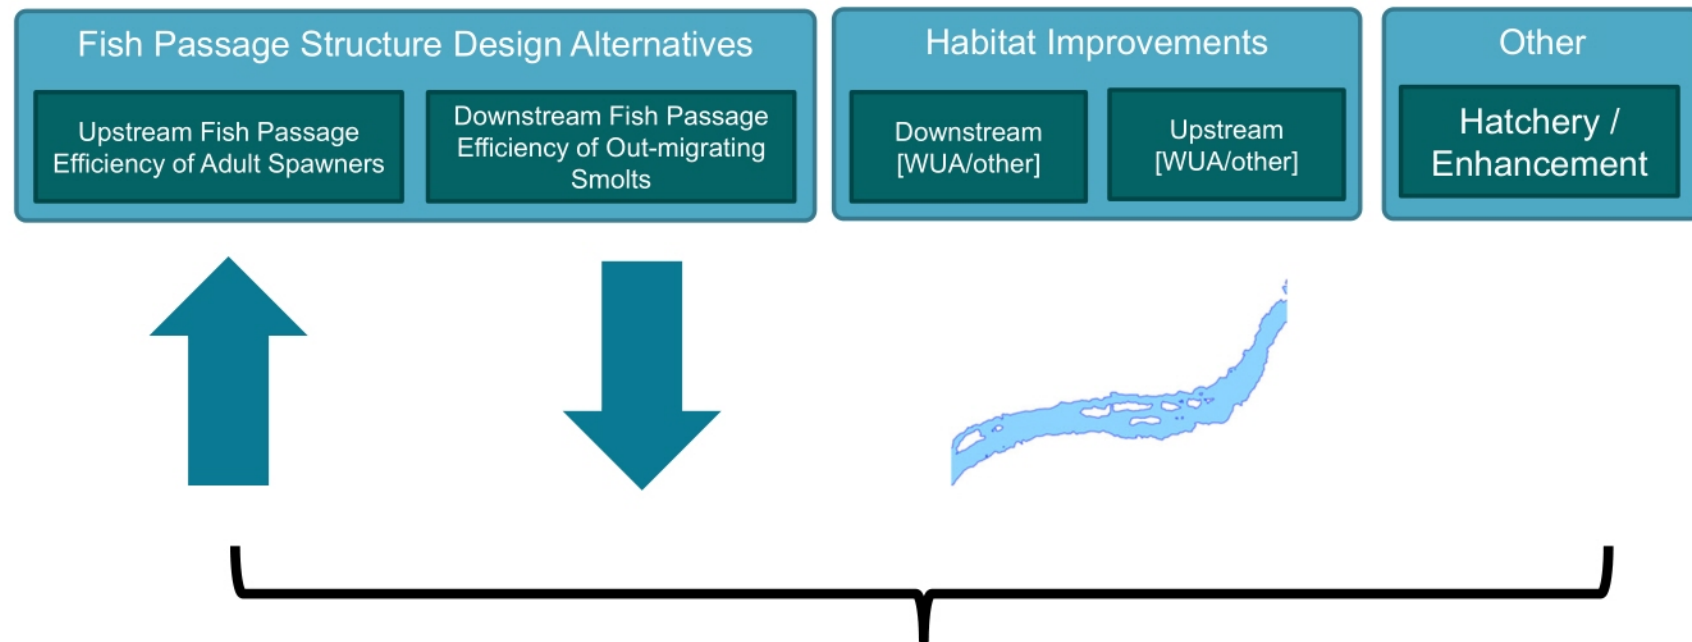 Fish Passage Structure Design Alternatives
Upstream Fish Passage
Efficiency of Adult Spawners
Downstream Fish Passage
Efficiency of Out-migrating
Smolts
Habitat Improvements
Downstream
[WUA/other]
Upstream
[WUA/other]
Other
Hatchery /
Enhancement